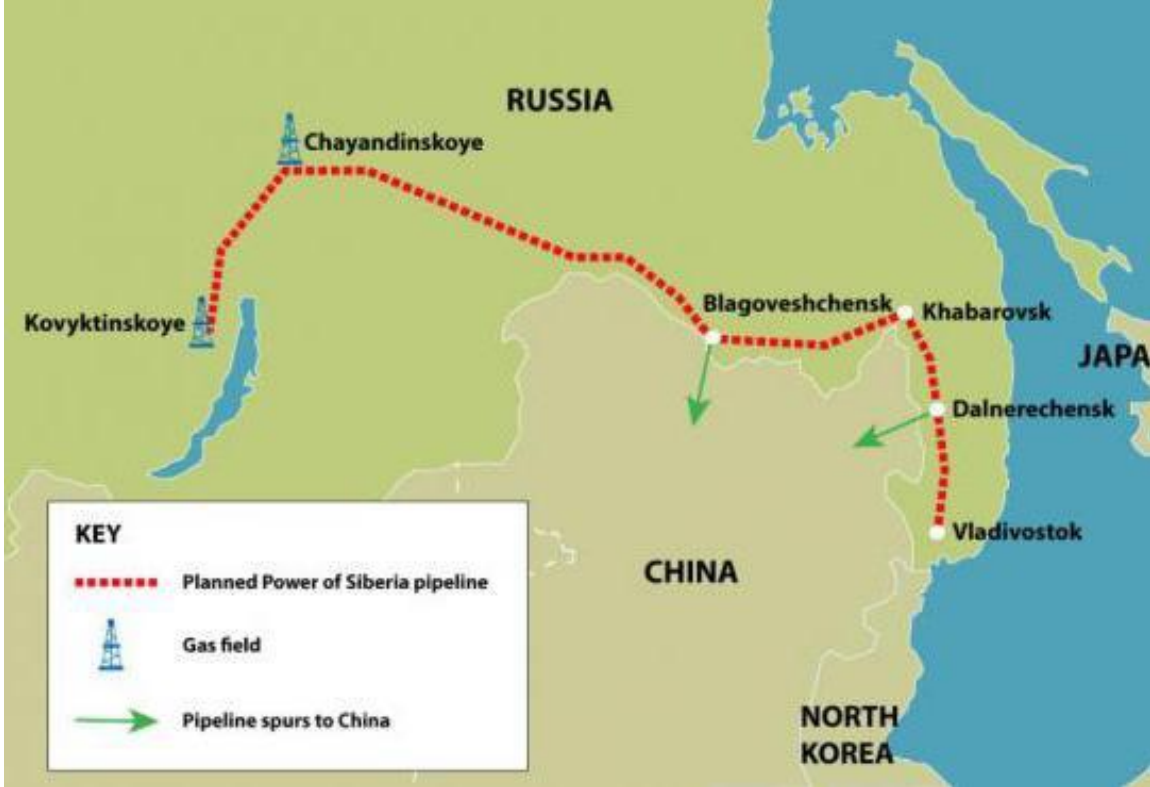 RUSSIA
Chayandinskoye
Kovyktinskoye
Blagoveshchensk
Khabarovsk
JAPA
Dalnerechensk
Vladivostok
CHINA
NORTH
KOREA
KEY
Planned Power of Siberia pipeline
Gas field
Pipeline spurs to China